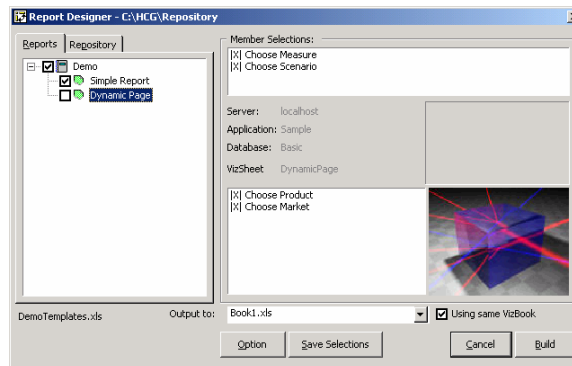 Report Designer - C:\HCG\Repository
Reports
Repository
Demo
Simple Report
Dynamic Page
Member Selections:
|X| Choose Measure
|X| Choose Scenario
Server: localhost
Application: Sample
Database: Basic
VizSheet DynamicPage
|X| Choose Product
|X| Choose Market
DemoTemplates.xls
Output to: Book1.xls
Using same VizBook
Option
Save Selections
Cancel
Build